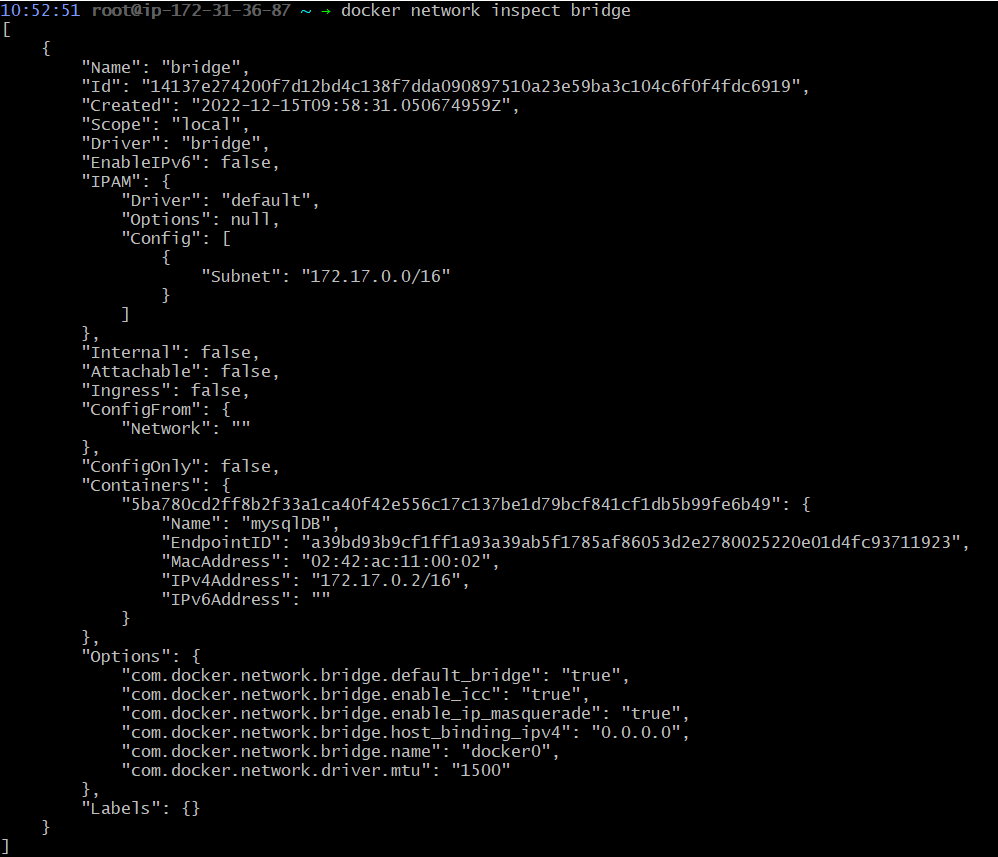 10:52:51 root@ip-172-31-36-87 ~ → docker network inspect bridge
[
    {
        "Name": "bridge",
        "Id": "14137e274200f7d12bd4c138f7dda090897510a23e59ba3c104c6f0f4fdc6919",
        "Created": "2022-12-15T09:58:31.050674959Z",
        "Scope": "local",
        "Driver": "bridge",
        "EnableIPv6": false,
        "IPAM": {
            "Driver": "default",
            "Options": null,
            "Config": [
                {
                    "Subnet": "172.17.0.0/16"
                }
            ]
        },
        "Internal": false,
        "Attachable": false,
        "Ingress": false,
        "ConfigFrom": {
            "Network": ""
        },
        "ConfigOnly": false,
        "Containers": {
            "5ba780cd2ff8b2f33a1ca40f42e556c17c137be1d79bcf841cf1db5b99fe6b49": {
                "Name": "mysqlDB",
                "EndpointID": "a39bd93b9cf1ff1a93a39ab5f1785af86053d2e2780025220e01d4fc93711923",
                "MacAddress": "02:42:ac:11:00:02",
                "IPv4Address": "172.17.0.2/16",
                "IPv6Address": ""
            }
        },
        "Options": {
            "com.docker.network.bridge.default_bridge": "true",
            "com.docker.network.bridge.enable_icc": "true",
            "com.docker.network.bridge.enable_ip_masquerade": "true",
            "com.docker.network.bridge.host_binding_ipv4": "0.0.0.0",
            "com.docker.network.bridge.name": "docker0",
            "com.docker.network.driver.mtu": "1500"
        },
        "Labels": {}
    }
]